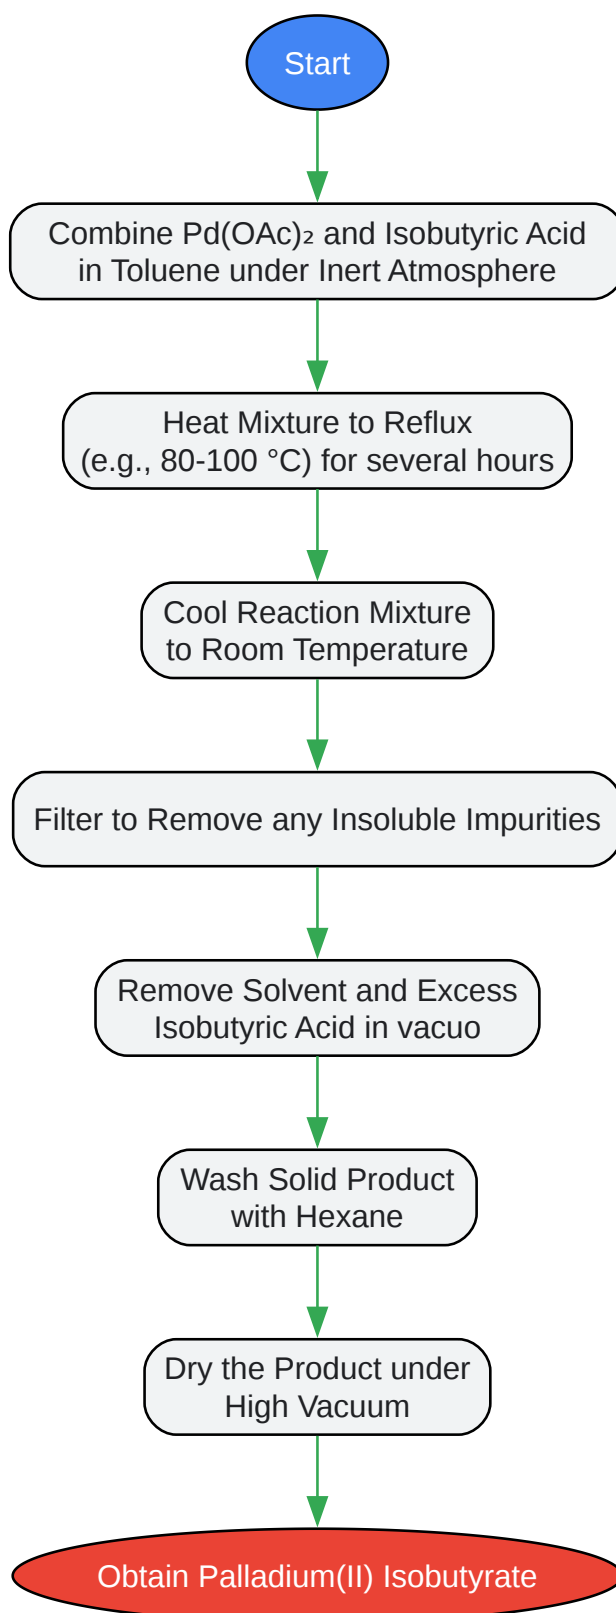 Start
Combine Pd(OAc)₂ and Isobutyric Acid
in Toluene under Inert Atmosphere
Heat Mixture to Reflux
(e.g., 80-100 °C) for several hours
Cool Reaction Mixture
to Room Temperature
Filter to Remove any Insoluble Impurities
Remove Solvent and Excess
Isobutyric Acid in vacuo
Wash Solid Product
with Hexane
Dry the Product under
High Vacuum
Obtain Palladium(II) Isobutyrate